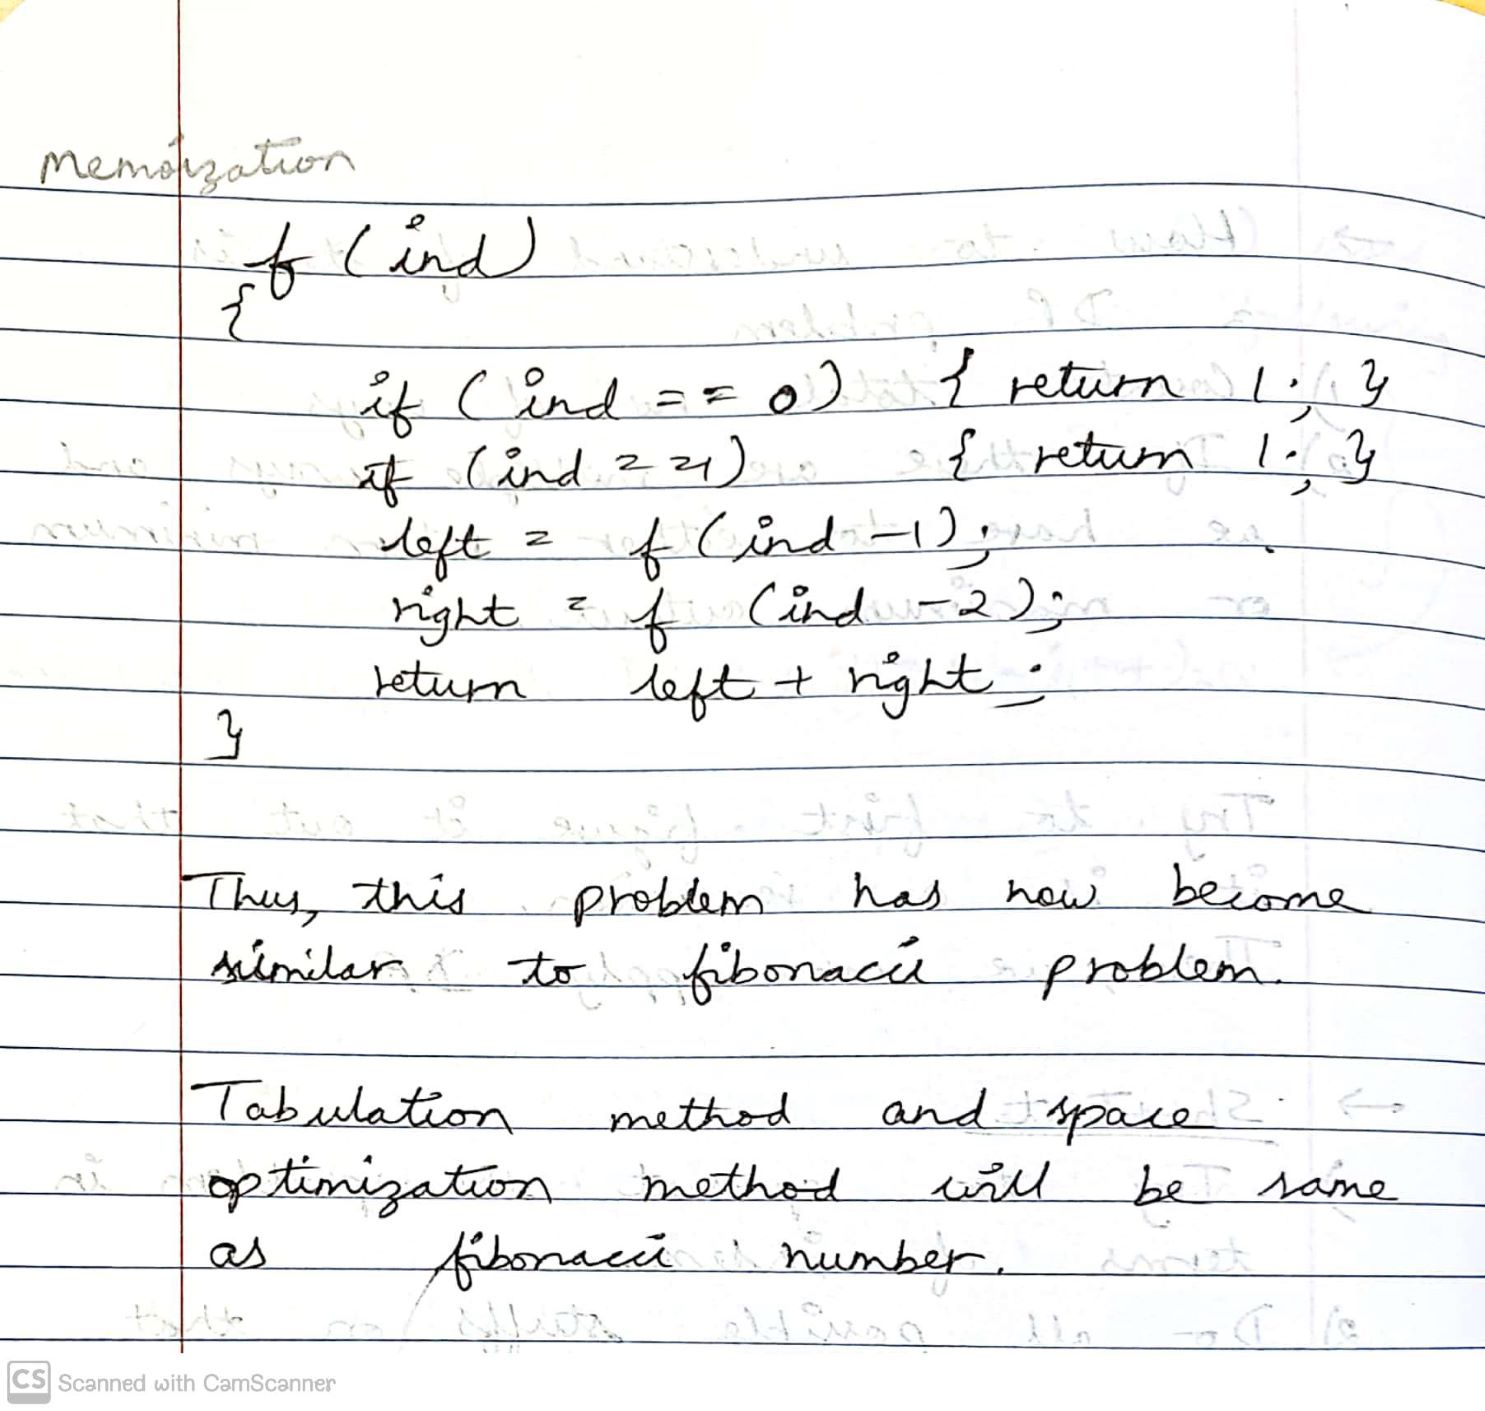 Memoization
f (ind)
{
if (ind == 0) { return 1; }
if (ind == 1) { return 1; }
left = f (ind -1);
right = f (ind -2);
return left + right;
}
Thus, this problem has now become
similar to fibonacci problem.
Tabulation method and space
optimization method will be same
as fibonacci number.
CS Scanned with CamScanner